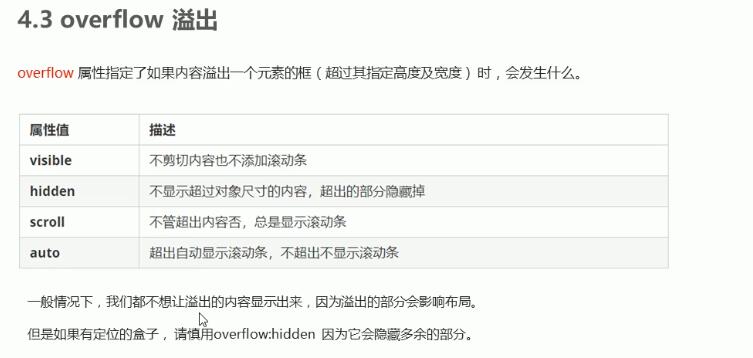 4.3 overflow 溢出
overflow 属性指定了如果内容溢出一个元素的框（超过其指定高度及宽度）时，会发生什么。
属性值 描述
visible 不剪切内容也不添加滚动条
hidden 不显示超过对象尺寸的内容，超出的部分隐藏掉
scroll 不管超出内容否，总是显示滚动条
auto 超出自动显示滚动条，不超出不显示滚动条
一般情况下，我们都不想让溢出的内容显示出来，因为溢出的部分会影响布局。
但是如果有定位的盒子，请慎用overflow:hidden 因为它会隐藏多余的部分。